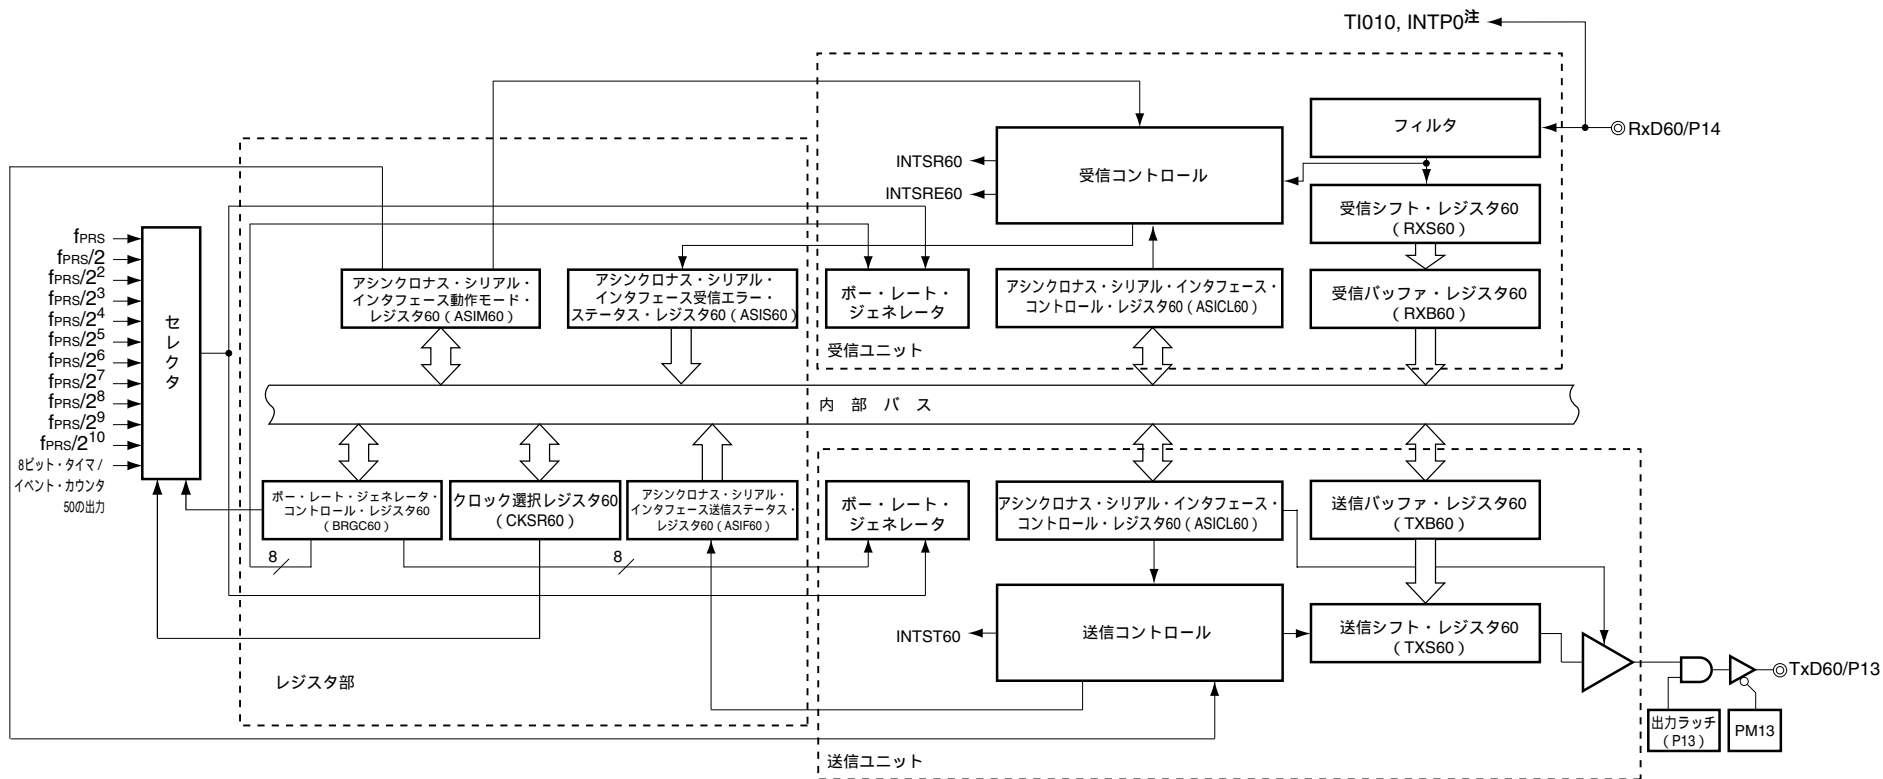 TI010, INTP0注
フィルタ
RxD60/P14
INTSR60
INTSRE60
受信コントロール
受信シフト・レジスタ60
（RXS60）
fPRS
fPRS/2
fPRS/2²
fPRS/2³
fPRS/2⁴
fPRS/2⁵
fPRS/2⁶
fPRS/2⁷
fPRS/2⁸
fPRS/2⁹
fPRS/2¹⁰
8ビット・タイマ /
イベント・カウンタ
50の出力
セレクタ
アシンクロナス・シリアル・
インタフェース動作モード・
レジスタ60（ASIM60）
アシンクロナス・シリアル・
インタフェース受信エラー・
ステータス・レジスタ60（ASIS60）
ボー・レート・
ジェネレータ
アシンクロナス・シリアル・インタフェース・
コントロール・レジスタ60（ASICL60）
受信バッファ・レジスタ60
（RXB60）
受信ユニット
内 部 バ ス
ボー・レート・ジェネレータ・
コントロール・レジスタ60
（BRGC60）
クロック選択レジスタ60
（CKSR60）
アシンクロナス・シリアル・
インタフェース送信ステータス・
レジスタ60（ASIF60）
ボー・レート・
ジェネレータ
アシンクロナス・シリアル・インタフェース・
コントロール・レジスタ60（ASICL60）
送信バッファ・レジスタ60
（TXB60）
8
8
INTST60
送信コントロール
送信シフト・レジスタ60
（TXS60）
レジスタ部
TxD60/P13
出力ラッチ
（P13）
PM13
送信ユニット